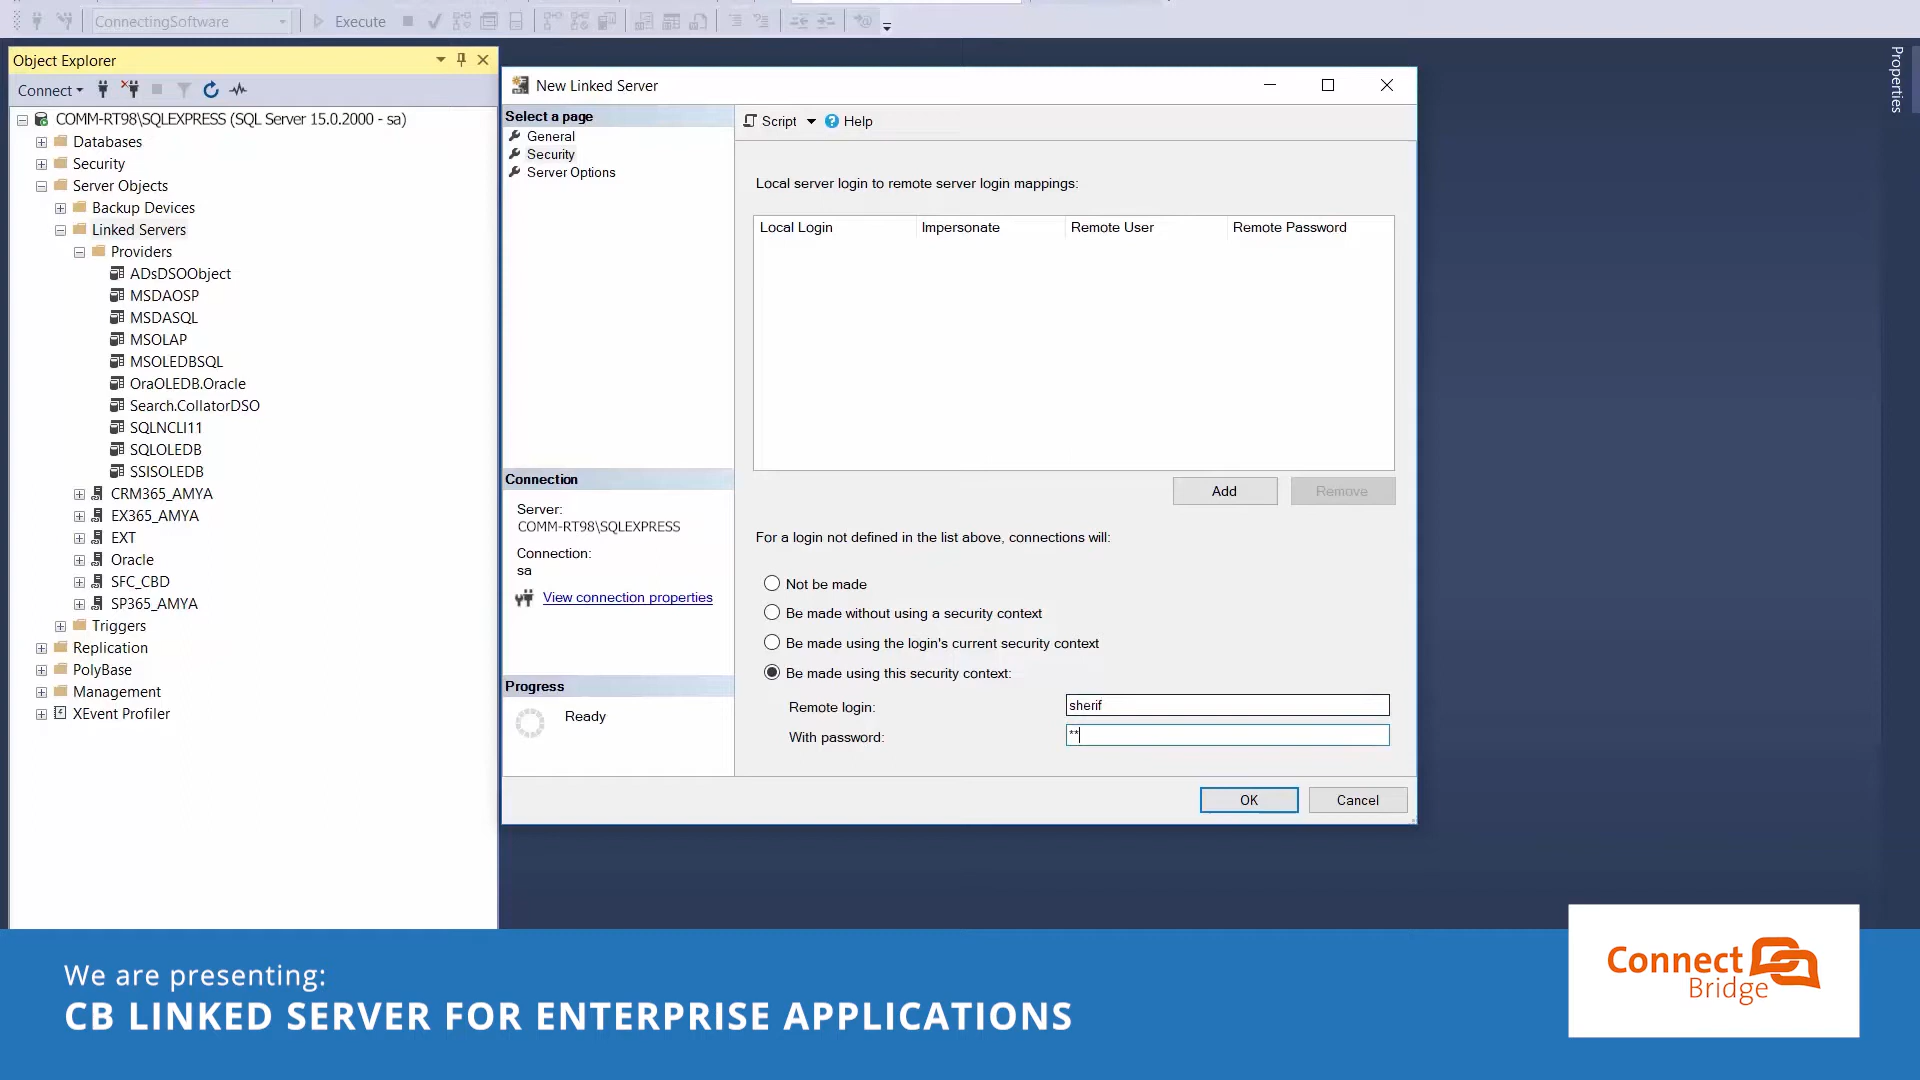 ConnectingSoftware
Execute
Object Explorer
Connect
COMM-RT98\SQLEXPRESS (SQL Server 15.0.2000 - sa)
Databases
Security
Server Objects
Backup Devices
Linked Servers
Providers
ADsDSOObject
MSDAOSP
MSDASQL
MSOLAP
MSOLEDBSQL
OraOLEDB.Oracle
Search.CollatorDSO
SQLNCLI11
SQLOLEDB
SSISOLEDB
CRM365_AMYA
EX365_AMYA
EXT
Oracle
SFC_CBD
SP365_AMYA
Triggers
Replication
PolyBase
Management
XEvent Profiler
New Linked Server
Select a page
General
Security
Server Options
Connection
Server:
COMM-RT98\SQLEXPRESS
Connection:
sa
View connection properties
Progress
Ready
Script
Help
Local server login to remote server login mappings:
Local Login Impersonate Remote User Remote Password
Add Remove
For a login not defined in the list above, connections will:
Not be made
Be made without using a security context
Be made using the login's current security context
Be made using this security context:
Remote login: sherif
With password: **
OK Cancel
Properties
We are presenting:
CB LINKED SERVER FOR ENTERPRISE APPLICATIONS
Connect
Bridge